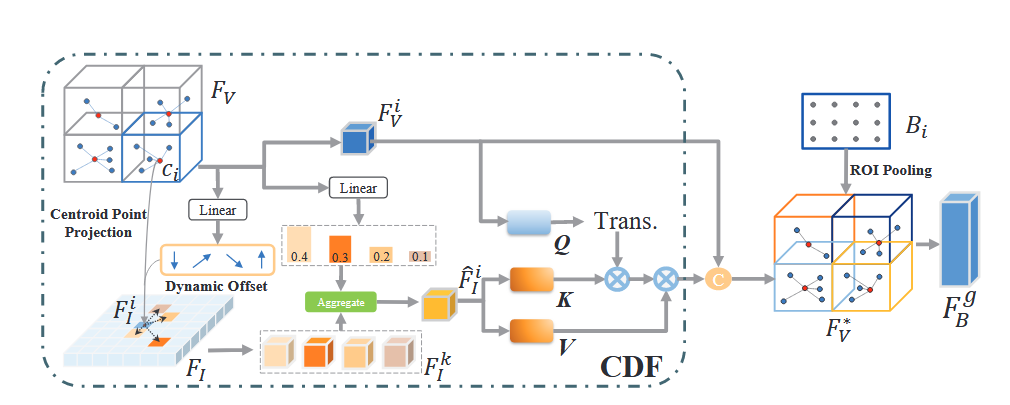 F_V
F_V^i
C_i
B_i
Linear
ROI Pooling
Centroid Point
Projection
Linear
Trans.
Q
0.4
0.3
0.2
0.1
Dynamic Offset
F̂_I^i
F_I^i
Aggregate
K
C
F_V^*
F_B^g
V
F_I
F_I^k
CDF